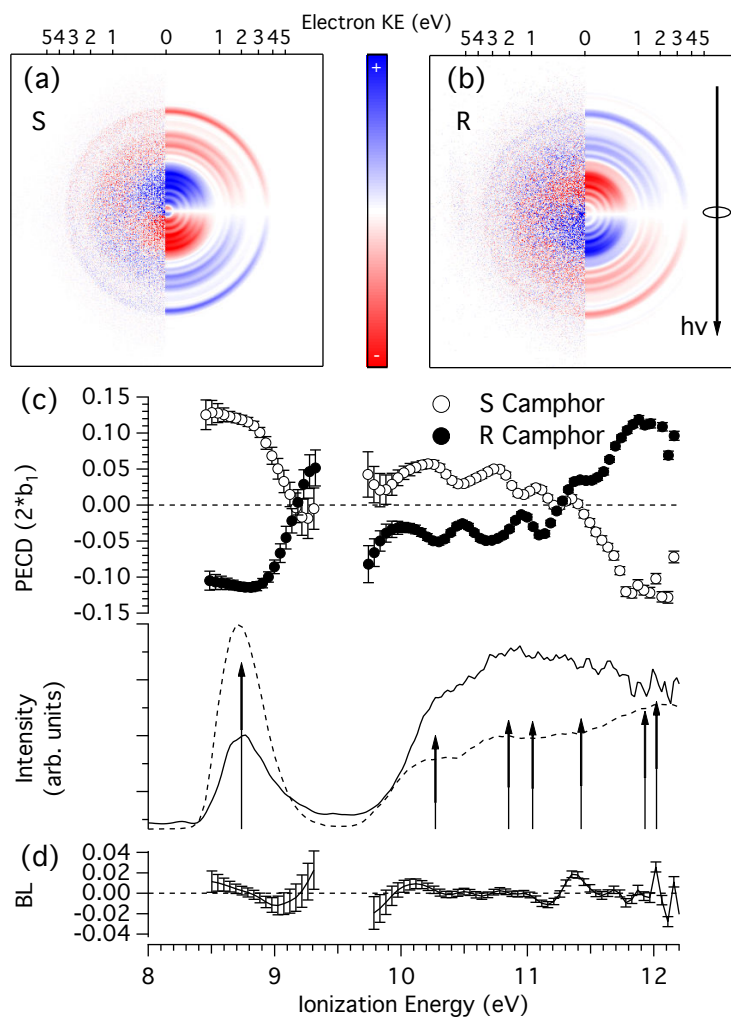 Electron KE (eV)
5 4 3 2 1 0 1 2 3 4 5
5 4 3 2 1 0 1 2 3 4 5
(a)
S
+
-
(b)
R
hν
(c)
S Camphor
R Camphor
PECD (2*b₁)
0.15
0.10
0.05
0.00
-0.05
-0.10
-0.15
Intensity
(arb. units)
(d)
BL
0.04
0.02
0.00
-0.02
-0.04
8 9 10 11 12
Ionization Energy (eV)